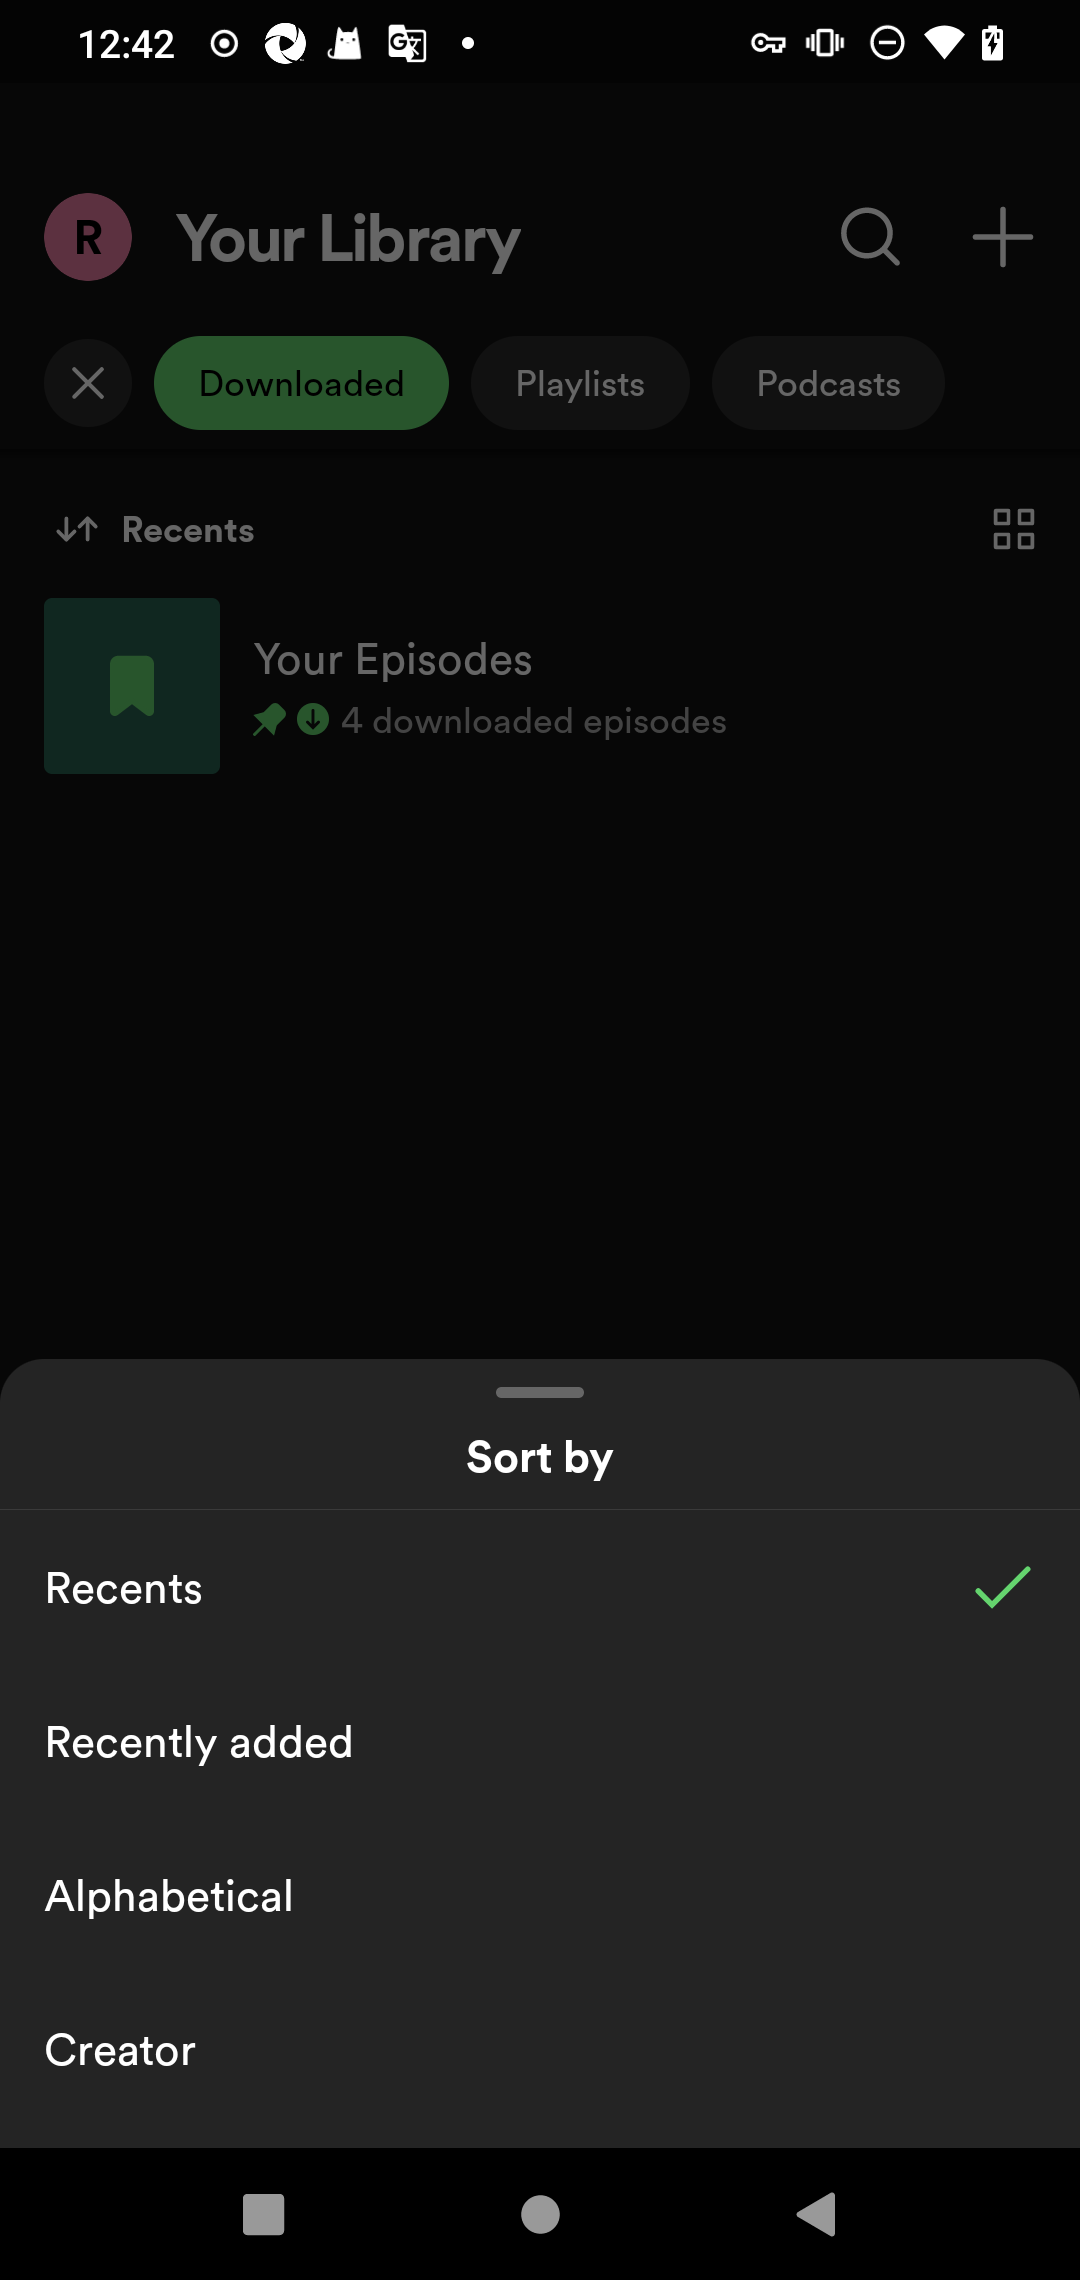 12:42
R
Your Library
Downloaded
Playlists
Podcasts
Recents
Your Episodes
4 downloaded episodes
Sort by
Recents
Recently added
Alphabetical
Creator